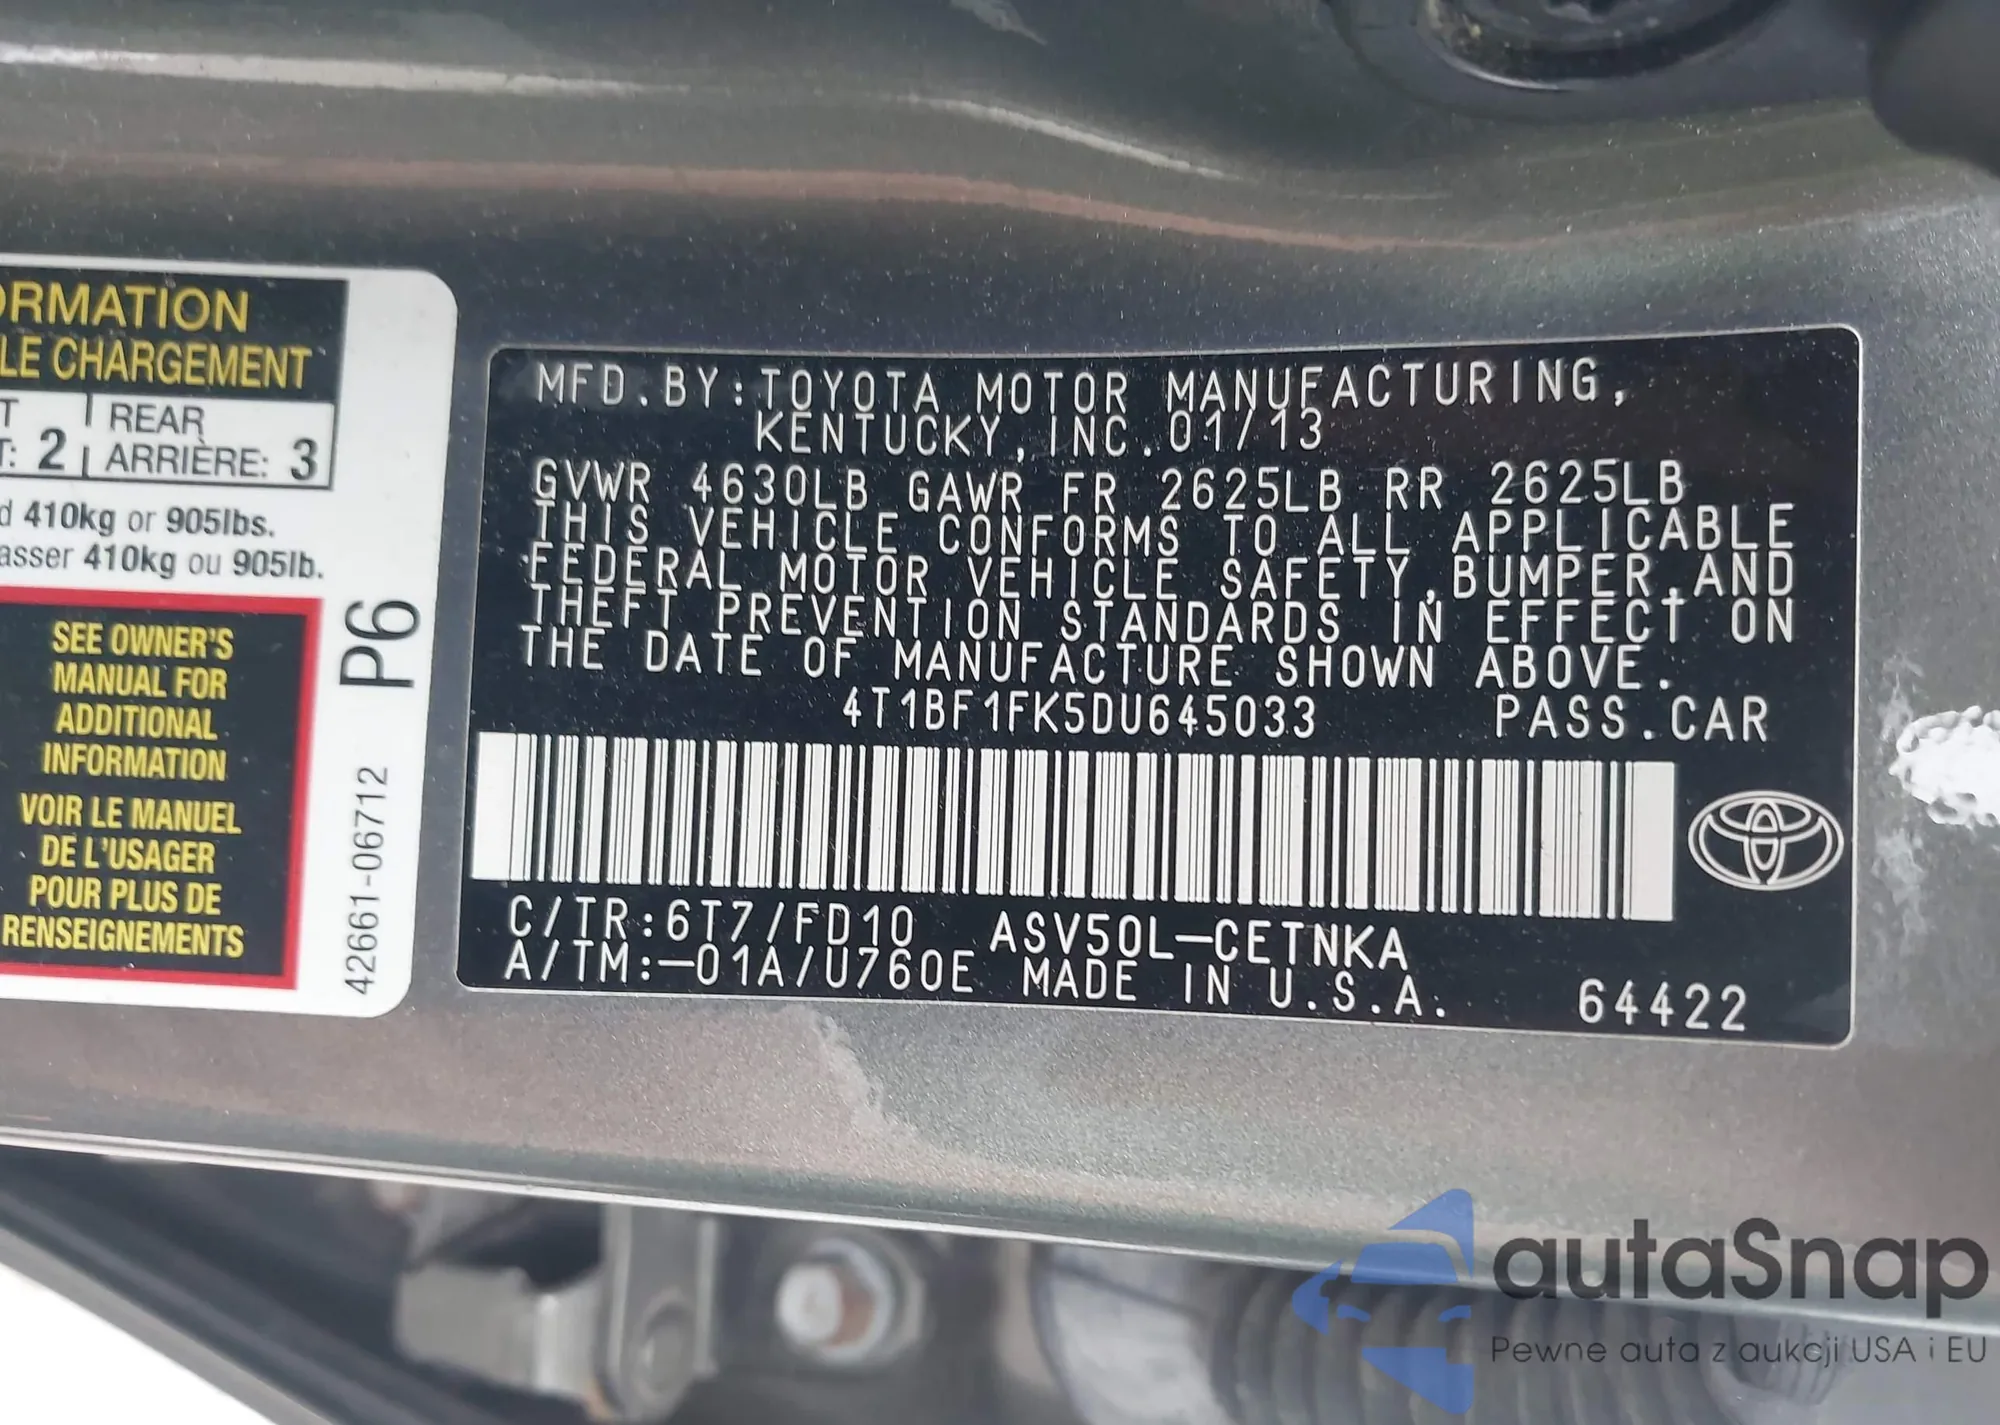 ORMATION
LE CHARGEMENT
T REAR
T: 2 ARRIÈRE: 3
d 410kg or 905lbs.
asser 410kg ou 905lb.
SEE OWNER'S
MANUAL FOR
ADDITIONAL
INFORMATION
VOIR LE MANUEL
DE L'USAGER
POUR PLUS DE
RENSEIGNEMENTS
P6
42661-06712
MFD.BY:TOYOTA MOTOR MANUFACTURING,
KENTUCKY,INC.01/13
GVWR 4630LB GAWR FR 2625LB RR 2625LB
THIS VEHICLE CONFORMS TO ALL APPLICABLE
FEDERAL MOTOR VEHICLE SAFETY,BUMPER,AND
THEFT PREVENTION STANDARDS IN EFFECT ON
THE DATE OF MANUFACTURE SHOWN ABOVE.
4T1BF1FK5DU645033 PASS.CAR
C/TR:6T7/FD10 ASV50L-CETNKA
A/TM:-01A/U760E MADE IN U.S.A. 64422
autaSnap
Pewne auta z aukcji USA i EU